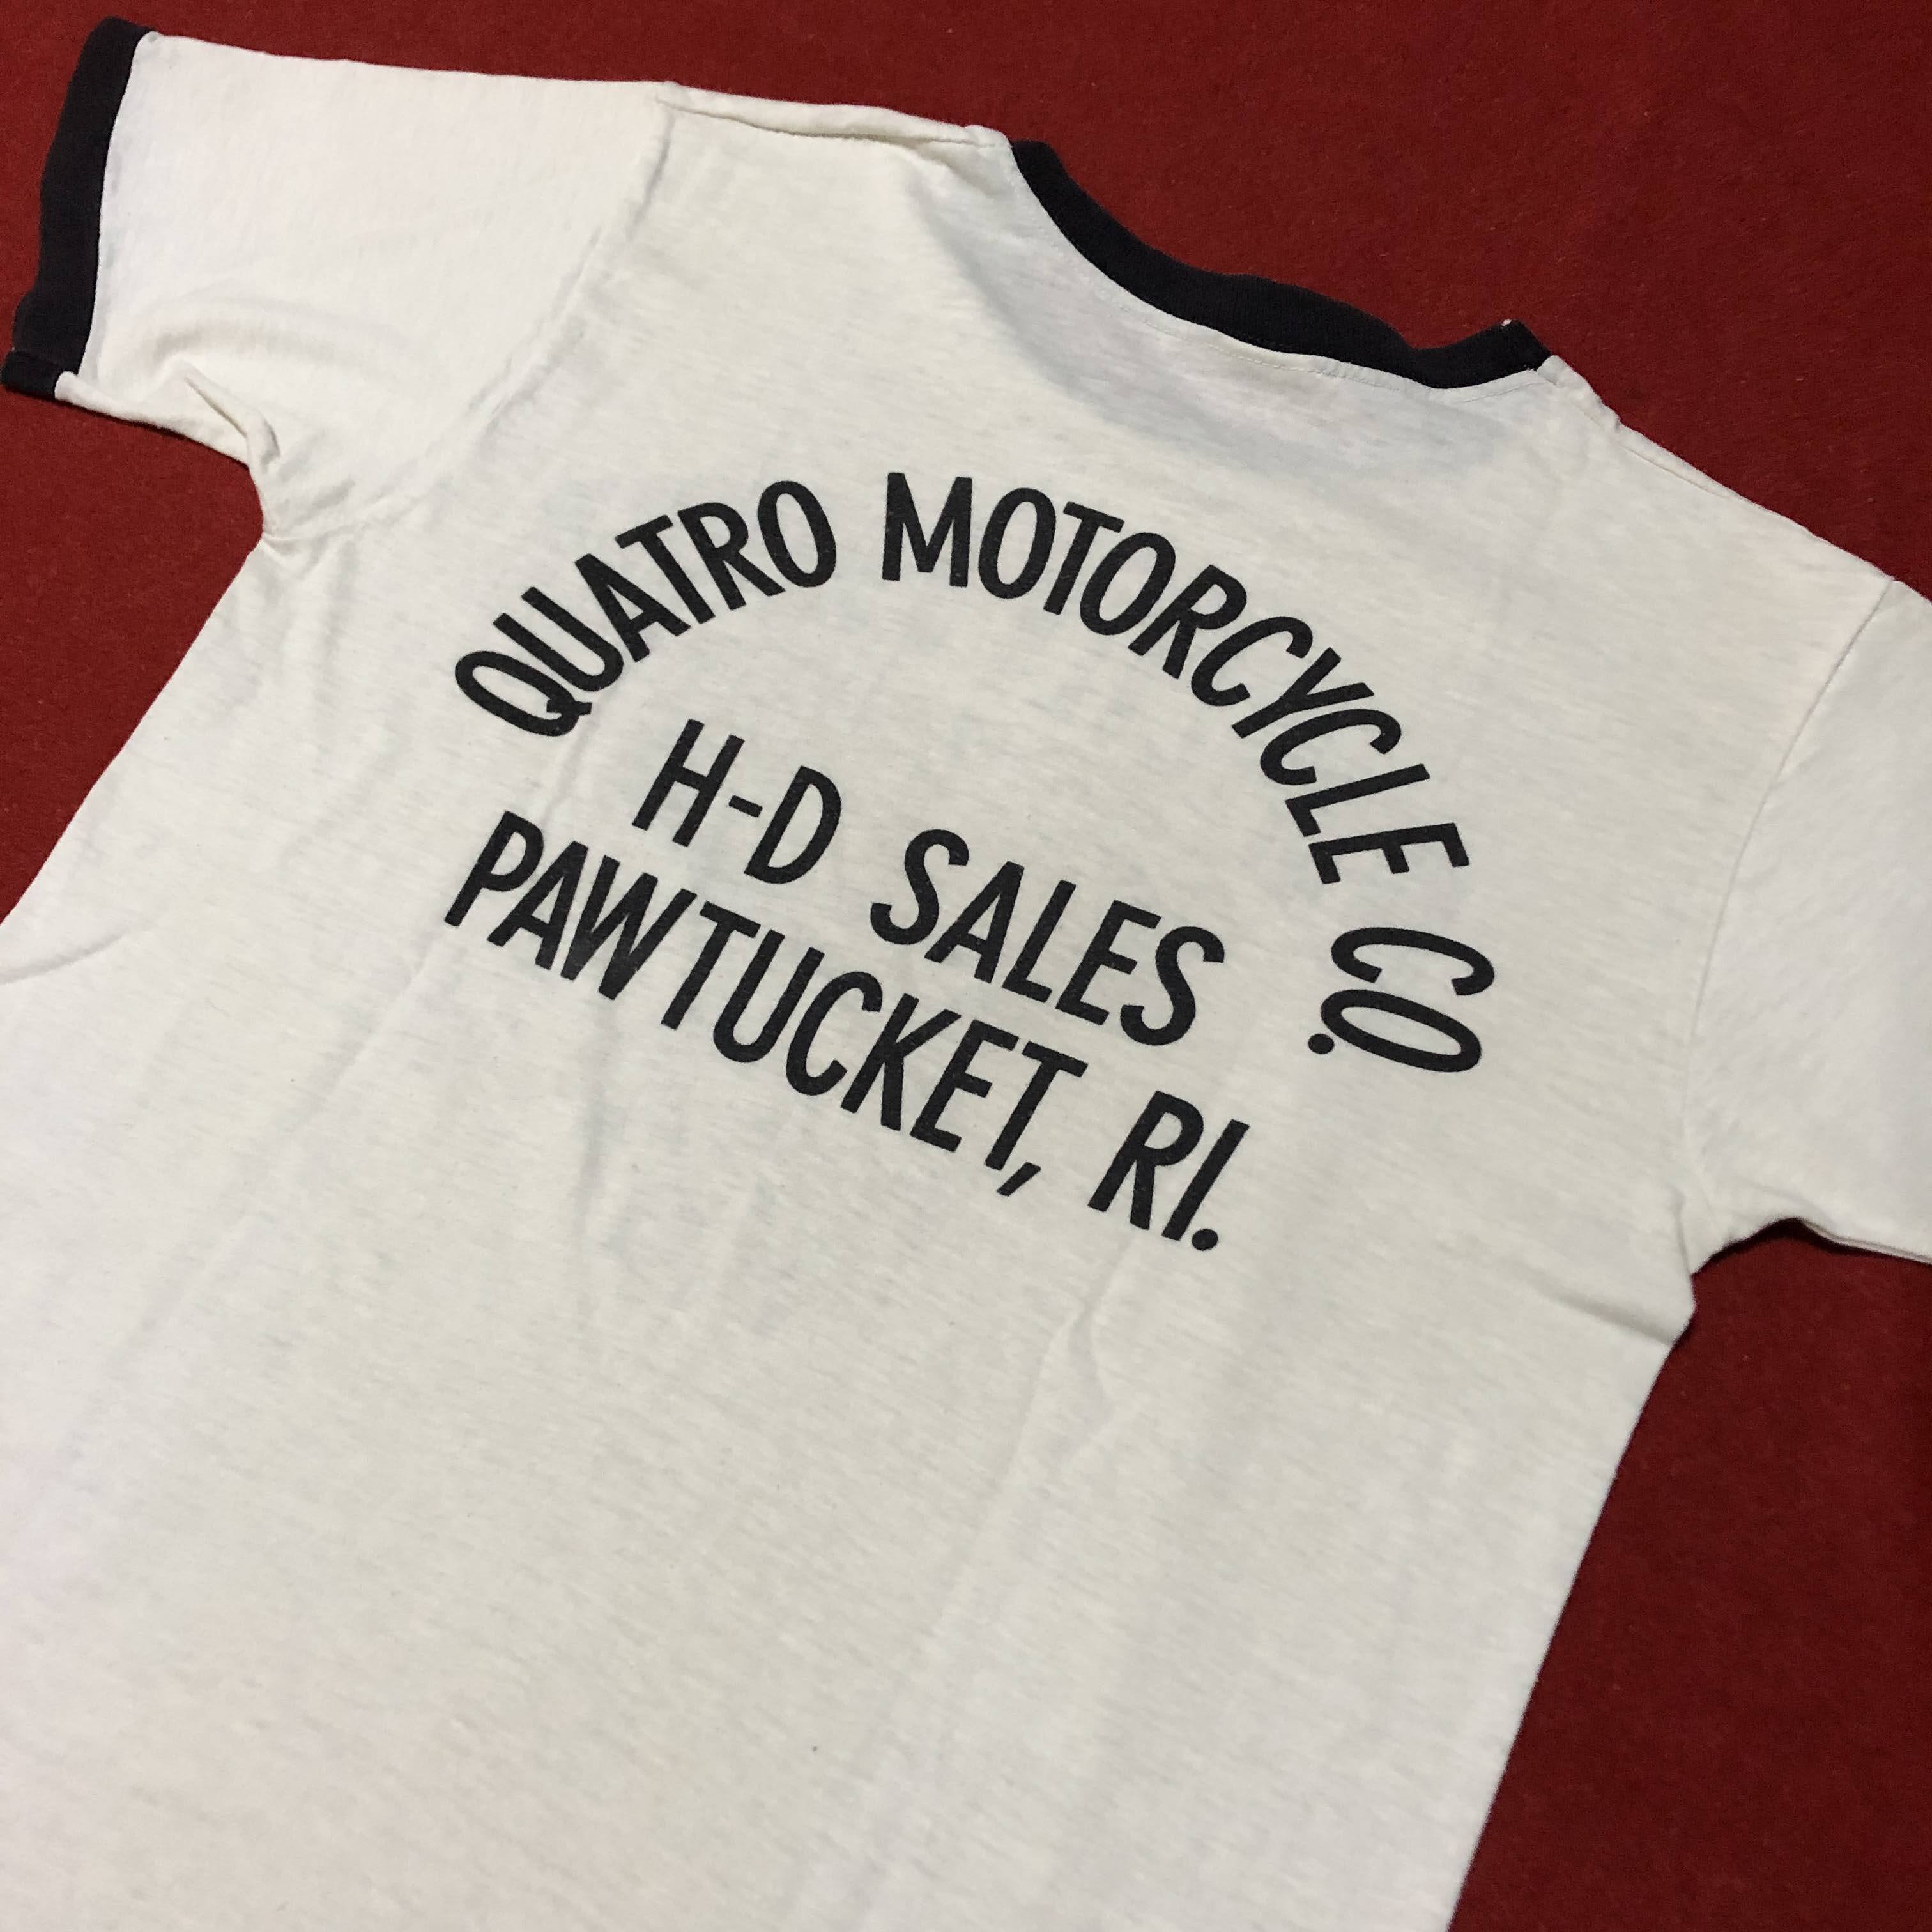 QUATRO MOTORCYCLE CO.
H-D SALES
PAWTUCKET, RI.